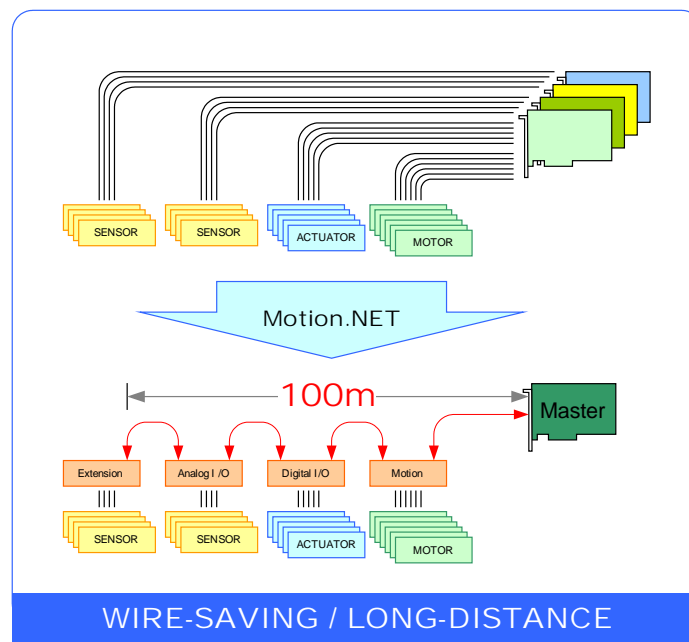 SENSOR
SENSOR
ACTUATOR
MOTOR
Motion.NET
100m
Master
Extension
Analog I /O
Digital I/O
Motion
SENSOR
SENSOR
ACTUATOR
MOTOR
WIRE-SAVING / LONG-DISTANCE